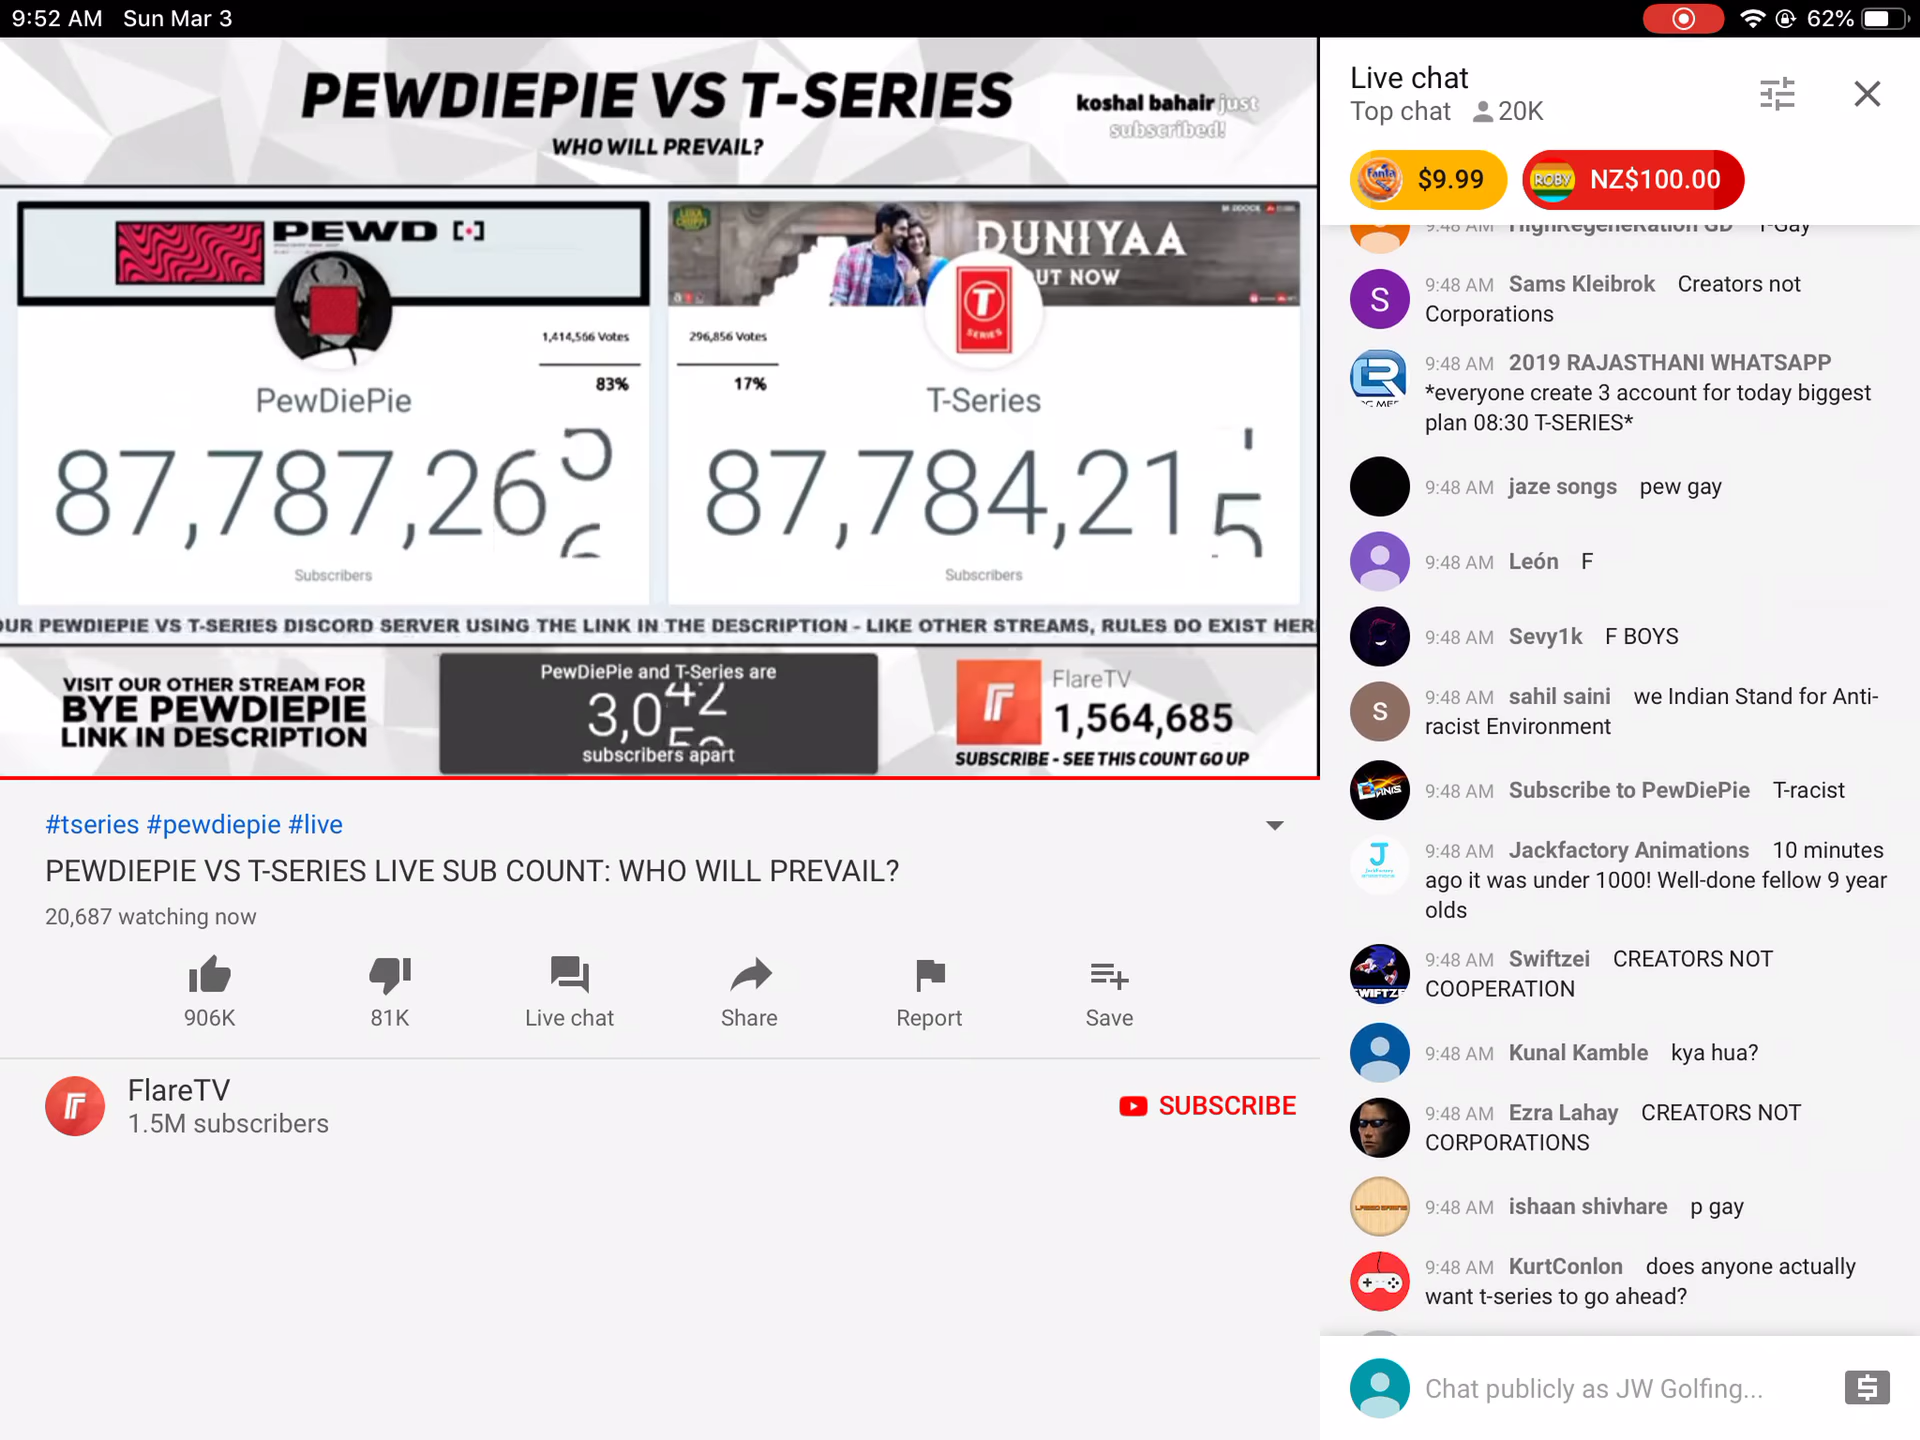 9:52 AM Sun Mar 3
62%
PEWDIEPIE VS T-SERIES
WHO WILL PREVAIL?
koshal bahair just
subscribed!
PEWD
1,414,566 Votes
83%
PewDiePie
87,787,26
Subscribers
DUNIYAA
OUT NOW
T
SERIES
296,856 Votes
17%
T-Series
87,784,21
Subscribers
OUR PEWDIEPIE VS T-SERIES DISCORD SERVER USING THE LINK IN THE DESCRIPTION - LIKE OTHER STREAMS, RULES DO EXIST HER
VISIT OUR OTHER STREAM FOR
BYE PEWDIEPIE
LINK IN DESCRIPTION
PewDiePie and T-Series are
3,0
subscribers apart
FlareTV
1,564,685
SUBSCRIBE - SEE THIS COUNT GO UP
#tseries #pewdiepie #live
PEWDIEPIE VS T-SERIES LIVE SUB COUNT: WHO WILL PREVAIL?
20,687 watching now
906K
81K
Live chat
Share
Report
Save
FlareTV
1.5M subscribers
SUBSCRIBE
Live chat
Top chat 20K
Fanta $9.99
ROBY NZ$100.00
9:48 AM HighRegeneRation GD T-Gay
S 9:48 AM Sams Kleibrok Creators not
Corporations
9:48 AM 2019 RAJASTHANI WHATSAPP
*everyone create 3 account for today biggest
plan 08:30 T-SERIES*
9:48 AM jaze songs pew gay
9:48 AM León F
9:48 AM Sevy1k F BOYS
S 9:48 AM sahil saini we Indian Stand for Anti-
racist Environment
9:48 AM Subscribe to PewDiePie T-racist
J 9:48 AM Jackfactory Animations 10 minutes
ago it was under 1000! Well-done fellow 9 year
olds
9:48 AM Swiftzei CREATORS NOT
COOPERATION
9:48 AM Kunal Kamble kya hua?
9:48 AM Ezra Lahay CREATORS NOT
CORPORATIONS
9:48 AM ishaan shivhare p gay
9:48 AM KurtConlon does anyone actually
want t-series to go ahead?
Chat publicly as JW Golfing...